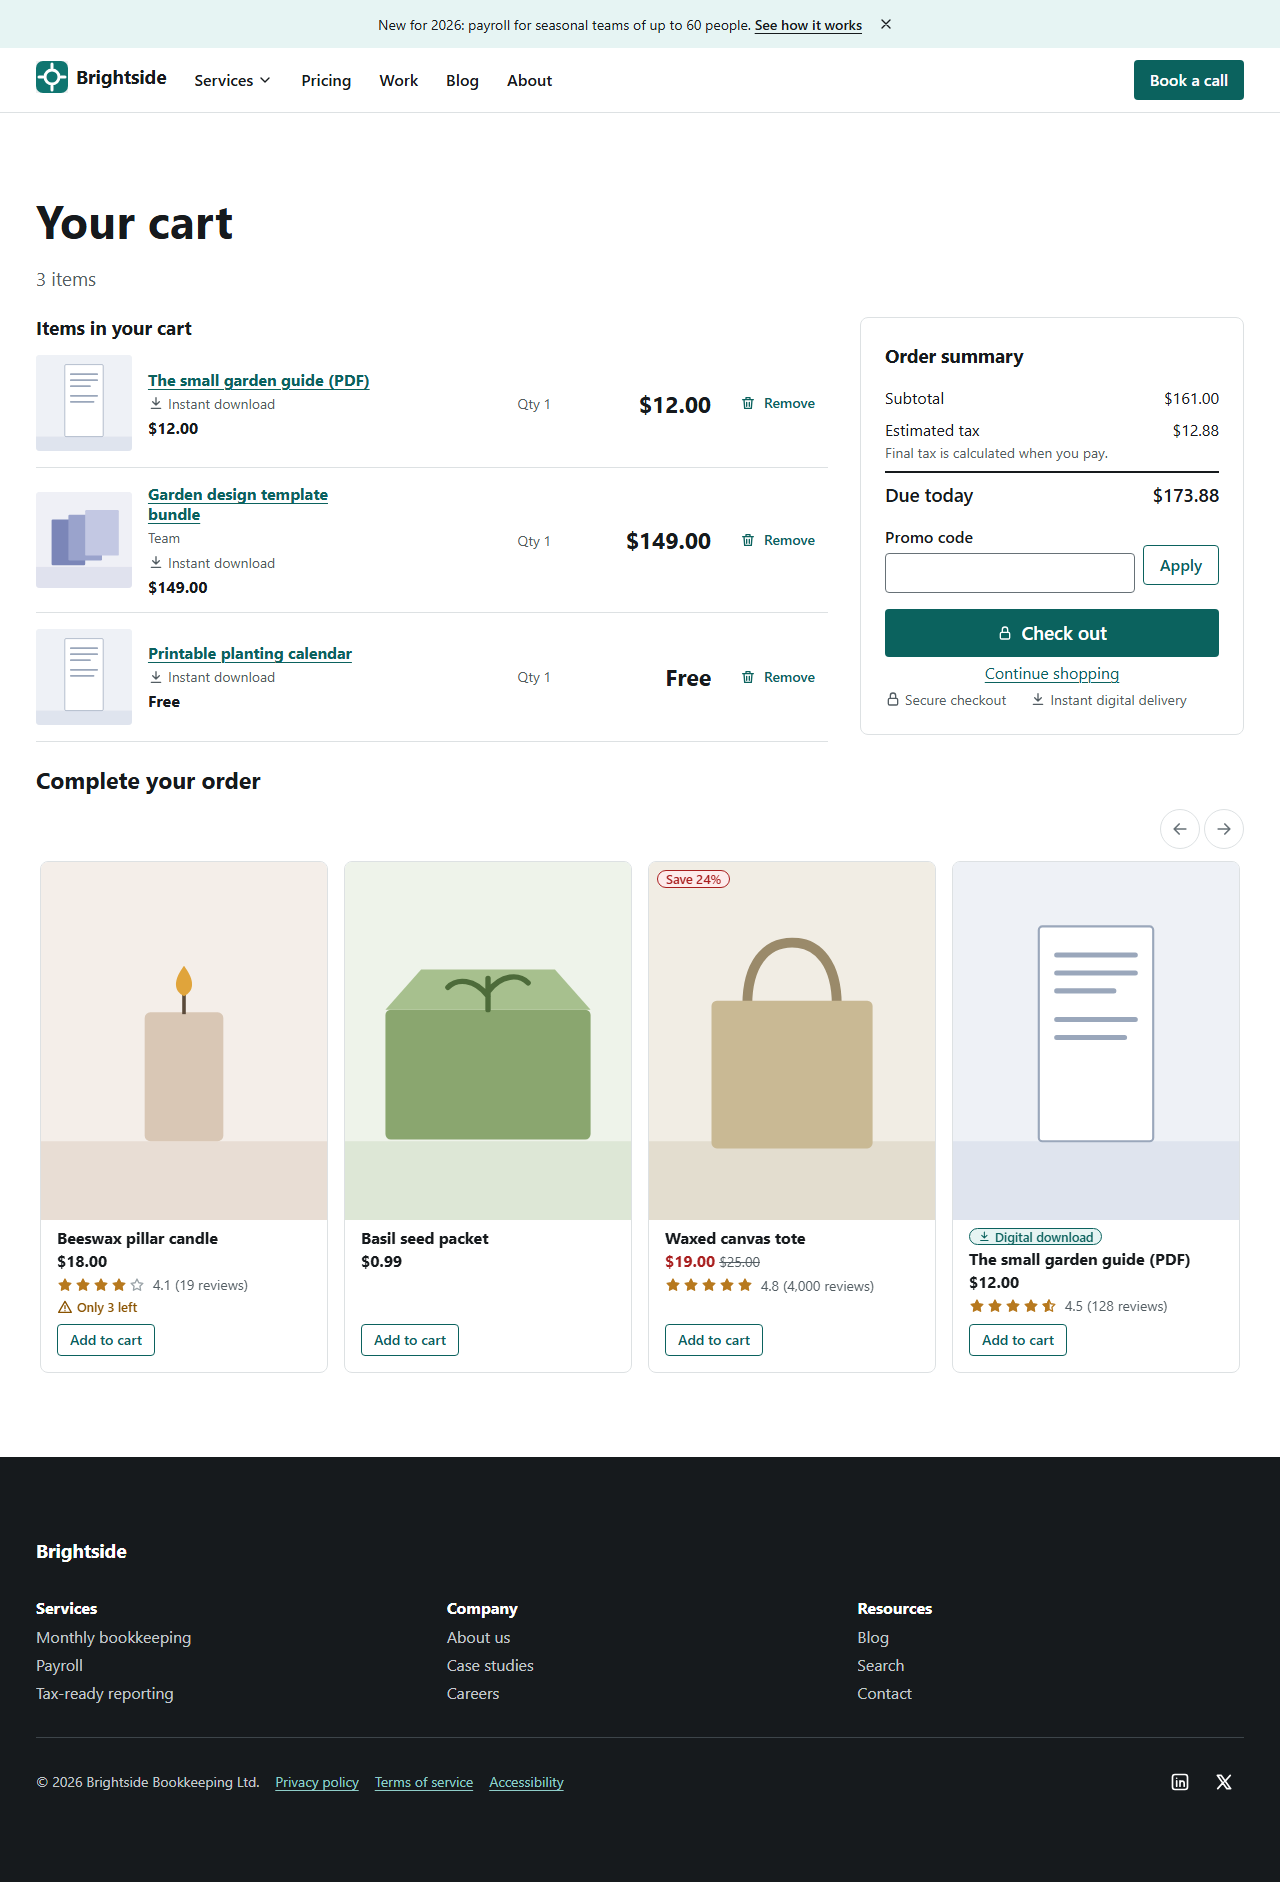 New for 2026: payroll for seasonal teams of up to 60 people. See how it works
Brightside
Services
Pricing
Work
Blog
About
Book a call
Your cart
3 items
Items in your cart
The small garden guide (PDF)
Instant download
$12.00
Qty 1
$12.00
Remove
Garden design template
bundle
Team
Instant download
$149.00
Qty 1
$149.00
Remove
Printable planting calendar
Instant download
Free
Qty 1
Free
Remove
Order summary
Subtotal $161.00
Estimated tax $12.88
Final tax is calculated when you pay.
Due today $173.88
Promo code
Apply
Check out
Continue shopping
Secure checkout
Instant digital delivery
Complete your order
Beeswax pillar candle
$18.00
4.1 (19 reviews)
Only 3 left
Add to cart
Basil seed packet
$0.99
Add to cart
Save 24%
Waxed canvas tote
$19.00 $25.00
4.8 (4,000 reviews)
Add to cart
Digital download
The small garden guide (PDF)
$12.00
4.5 (128 reviews)
Add to cart
Brightside
Services
Monthly bookkeeping
Payroll
Tax-ready reporting
Company
About us
Case studies
Careers
Resources
Blog
Search
Contact
© 2026 Brightside Bookkeeping Ltd.
Privacy policy
Terms of service
Accessibility